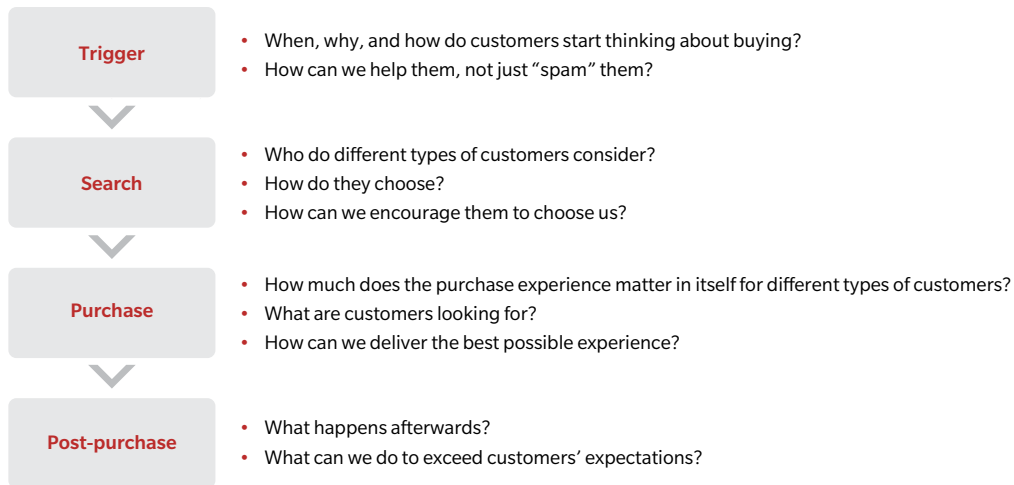 Trigger
• When, why, and how do customers start thinking about buying?
• How can we help them, not just “spam” them?
Search
• Who do different types of customers consider?
• How do they choose?
• How can we encourage them to choose us?
Purchase
• How much does the purchase experience matter in itself for different types of customers?
• What are customers looking for?
• How can we deliver the best possible experience?
Post-purchase
• What happens afterwards?
• What can we do to exceed customers’ expectations?